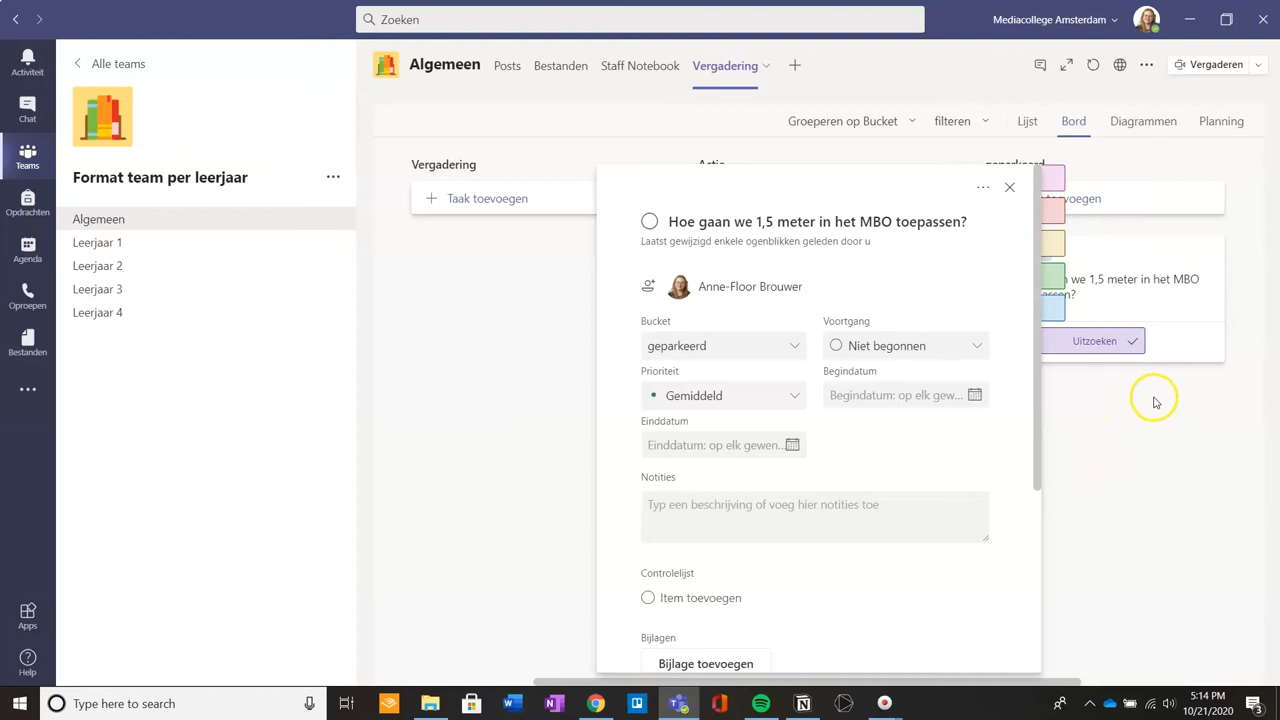 Zoeken
Mediacollege Amsterdam
Activiteit
Chat
Teams
Opdrachten
Agenda
Oproepen
Bestanden
Apps
Help
Alle teams
Format team per leerjaar
Algemeen
Leerjaar 1
Leerjaar 2
Leerjaar 3
Leerjaar 4
Algemeen Posts Bestanden Staff Notebook Vergadering
Vergaderen
Groeperen op Bucket filteren Lijst Bord Diagrammen Planning
Vergadering
Taak toevoegen
Actie
geparkeerd
Hoe gaan we 1,5 meter in het MBO toepassen?
Laatst gewijzigd enkele ogenblikken geleden door u
Anne-Floor Brouwer
Bucket
geparkeerd
Voortgang
Niet begonnen
Prioriteit
Gemiddeld
Begindatum
Begindatum: op elk gew...
Einddatum
Einddatum: op elk gewen...
Notities
Typ een beschrijving of voeg hier notities toe
Controlelijst
Item toevoegen
Bijlagen
Bijlage toevoegen
we 1,5 meter in het MBO
Uitzoeken
Type here to search
5:14 PM
10/21/2020
3